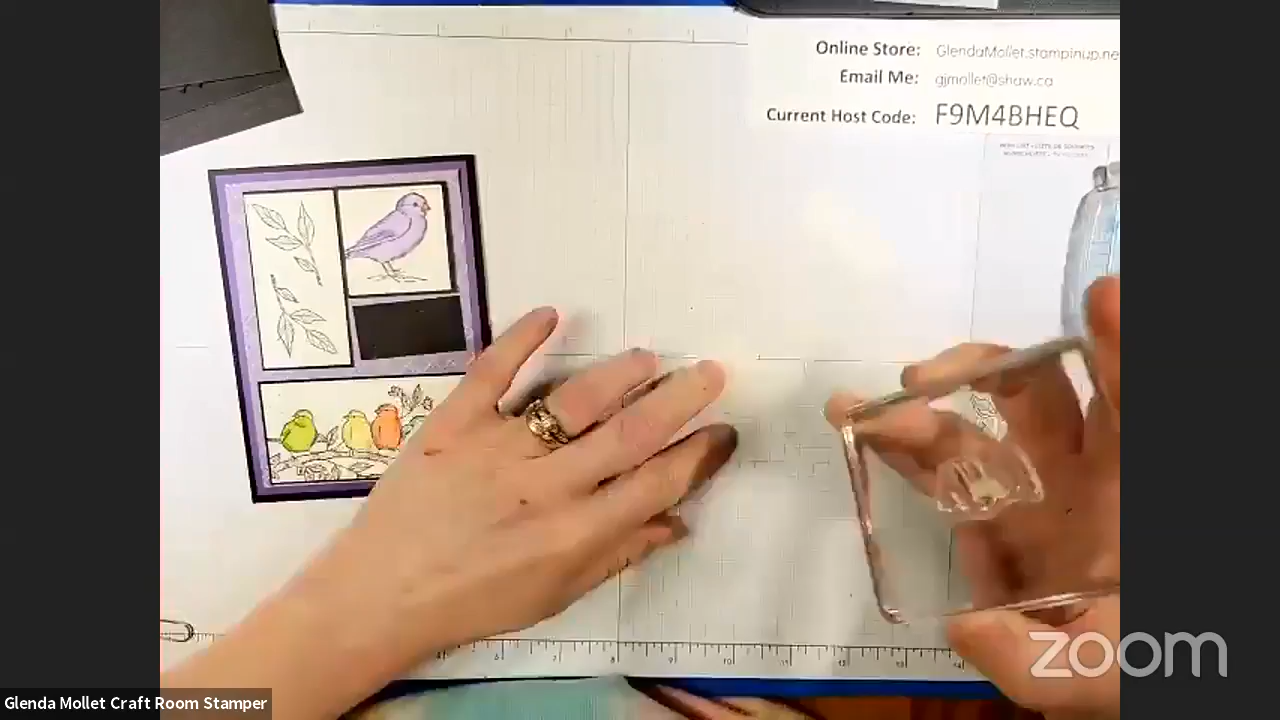 Online Store: GlendaMollet.stampinup.ne
Email Me: gjmollet@shaw.ca
Current Host Code: F9M4BHEQ
zoom
Glenda Mollet Craft Room Stamper